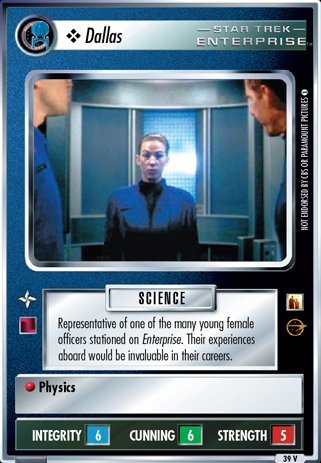 ❖ Dallas
STAR TREK
ENTERPRISE™
NOT ENDORSED BY CBS OR PARAMOUNT PICTURES
SCIENCE
Representative of one of the many young female
officers stationed on Enterprise. Their experiences
aboard would be invaluable in their careers.
Physics
INTEGRITY 6 CUNNING 6 STRENGTH 5
39 V